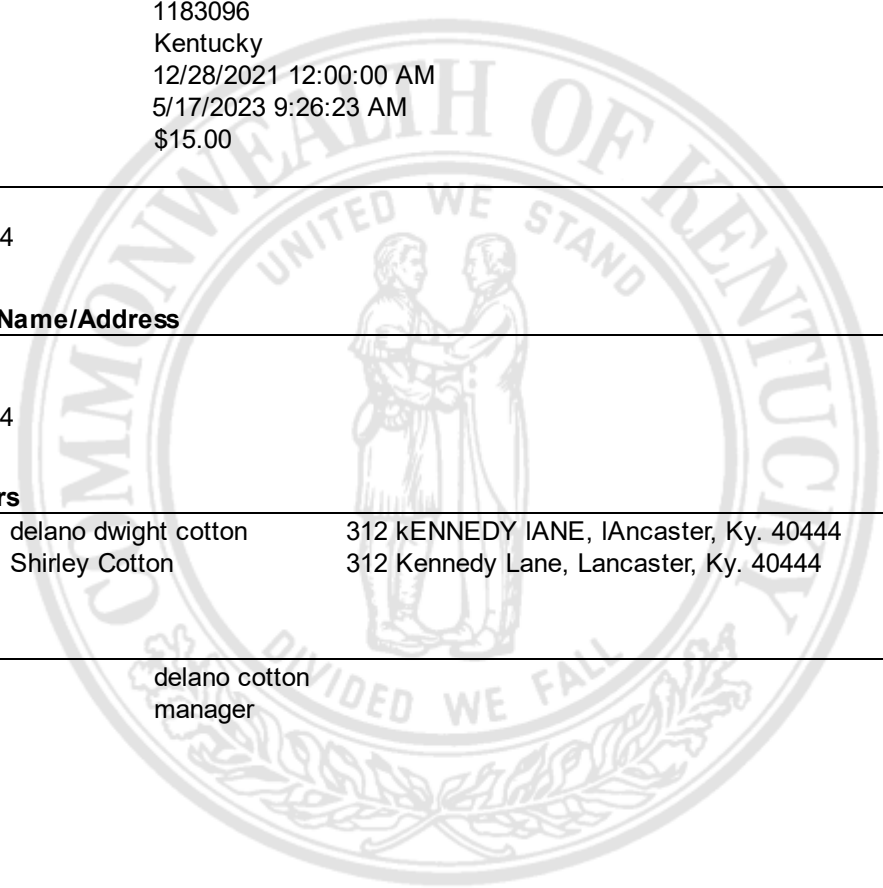 1183096
Kentucky
12/28/2021 12:00:00 AM
5/17/2023 9:26:23 AM
$15.00
4
Name/Address
4
rs
delano dwight cotton 312 kENNEDY lANE, lAncaster, Ky. 40444
Shirley Cotton 312 Kennedy Lane, Lancaster, Ky. 40444
delano cotton
manager
COMMONWEALTH OF KENTUCKY
UNITED WE STAND
DIVIDED WE FALL